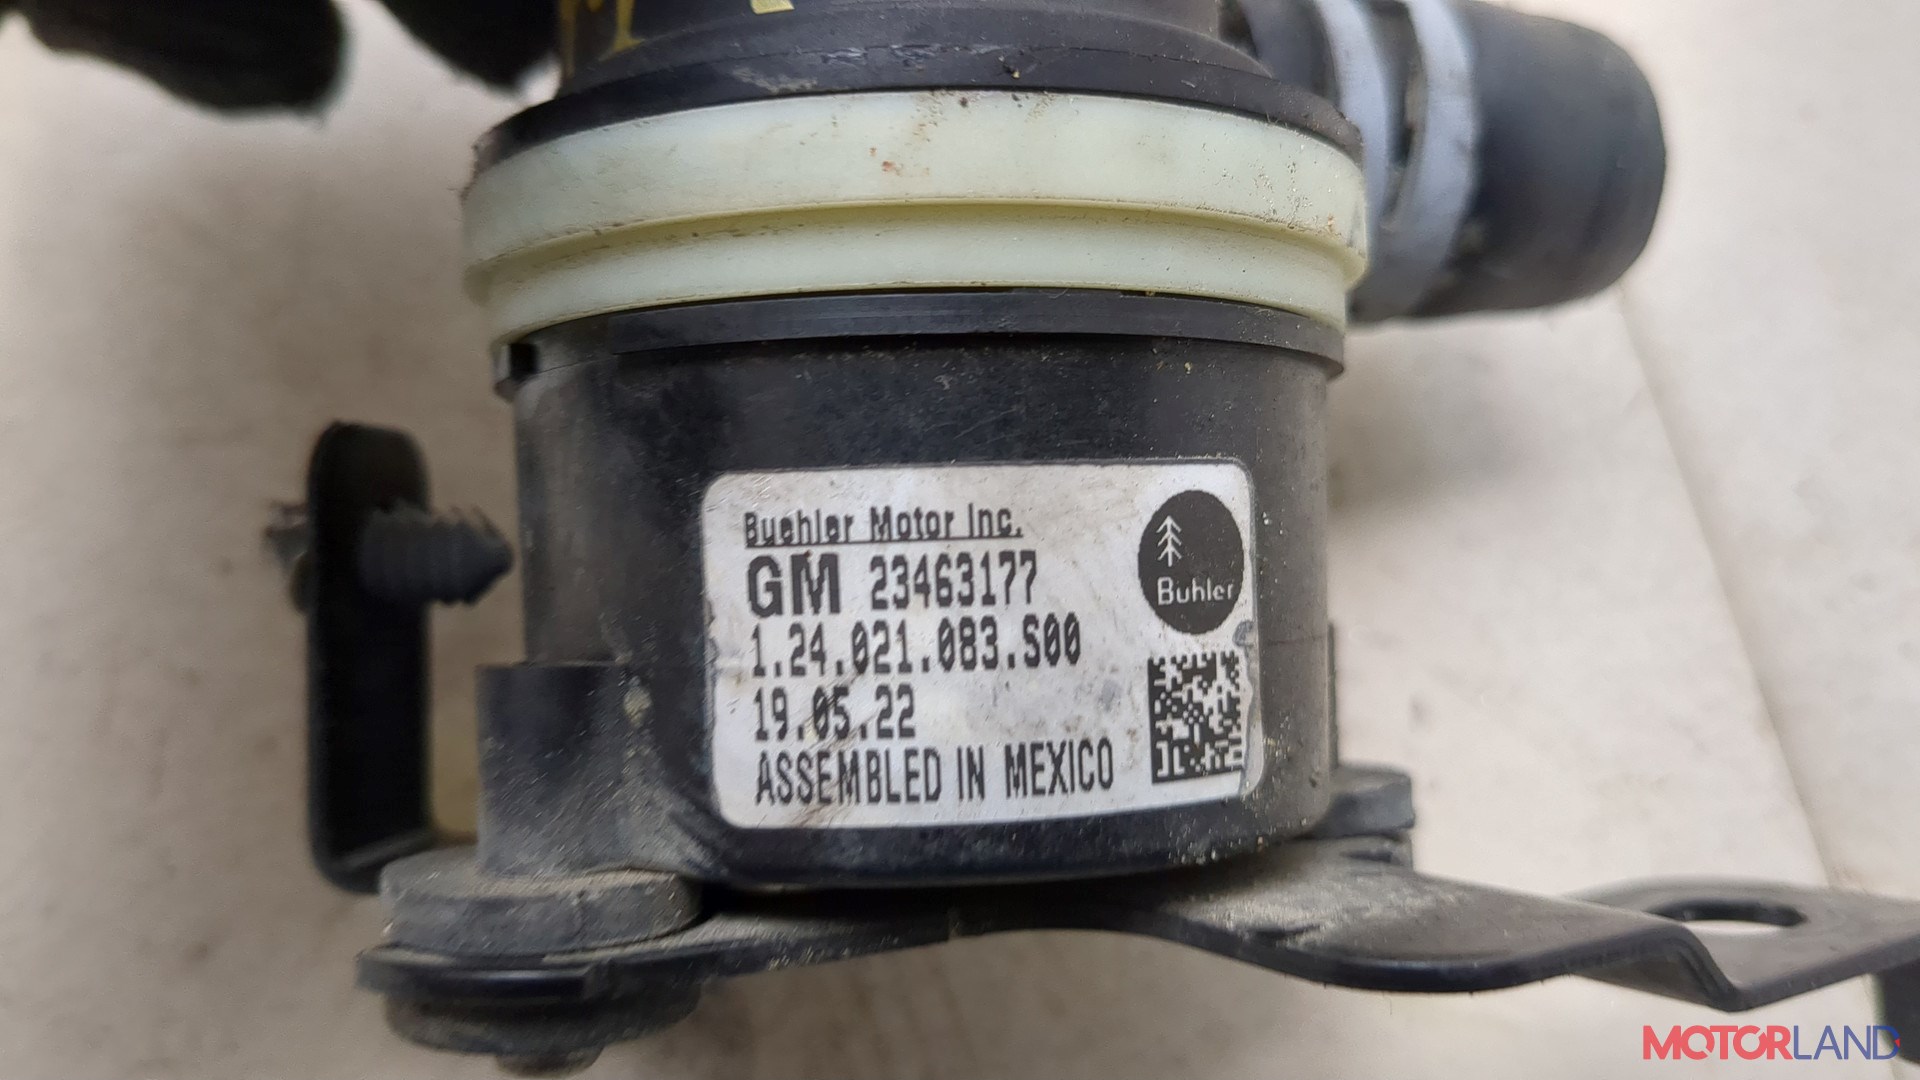 Buehler Motor Inc.
GM 23463177
1.24.021.083.S00
19.05.22
ASSEMBLED IN MEXICO
Buhler
MOTORLAND